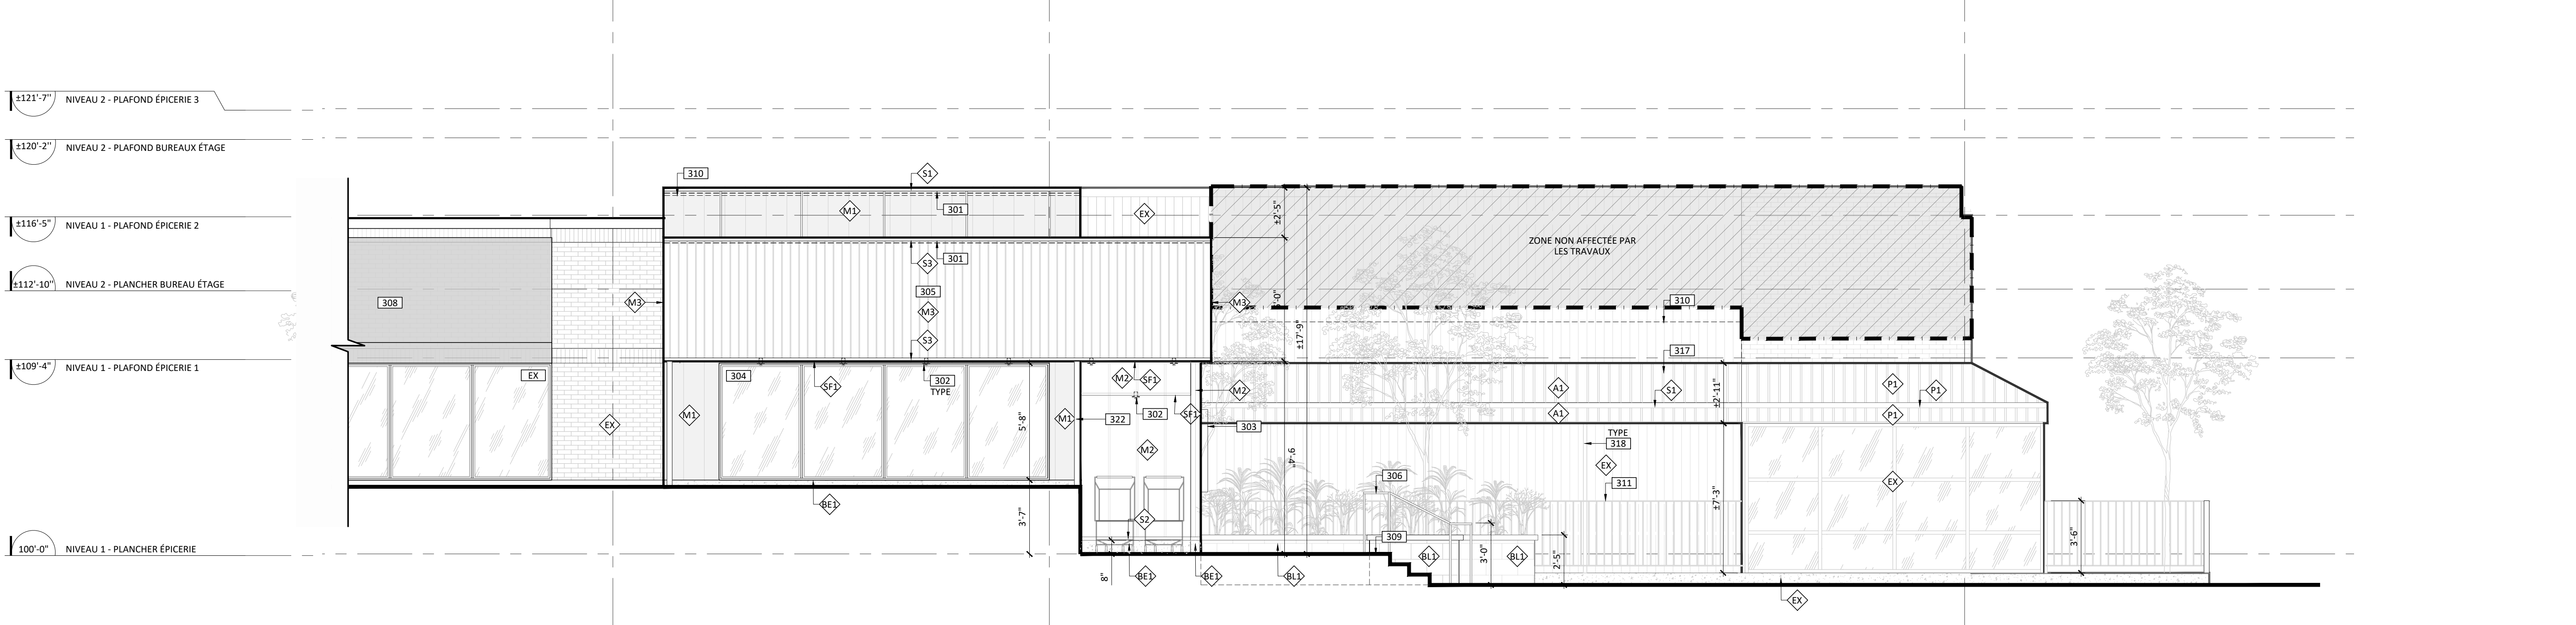 ±121'-7" NIVEAU 2 - PLAFOND ÉPICERIE 3
±120'-2" NIVEAU 2 - PLAFOND BUREAUX ÉTAGE
310
S1
M1
301
EX
±2'-5"
±116'-5" NIVEAU 1 - PLAFOND ÉPICERIE 2
ZONE NON AFFECTÉE PAR
LES TRAVAUX
S3
301
±112'-10" NIVEAU 2 - PLANCHER BUREAU ÉTAGE
308
M3
305
M3
M3
310
±17'-9"
S3
317
±109'-4" NIVEAU 1 - PLAFOND ÉPICERIE 1
EX
304
SF1
302
TYPE
M2
SF1
M2
A1
S1
±2'-11"
P1
P1
M1
5'-8"
M1
322
302
SF1
303
A1
P1
EX
M2
9'-4"
TYPE
318
EX
306
311
EX
BE1
3'-7"
S2
±7'-3"
3'-6"
100'-0" NIVEAU 1 - PLANCHER ÉPICERIE
309
BL1
3'-0"
BL1
2'-5"
8"
BE1
BE1
BL1
EX